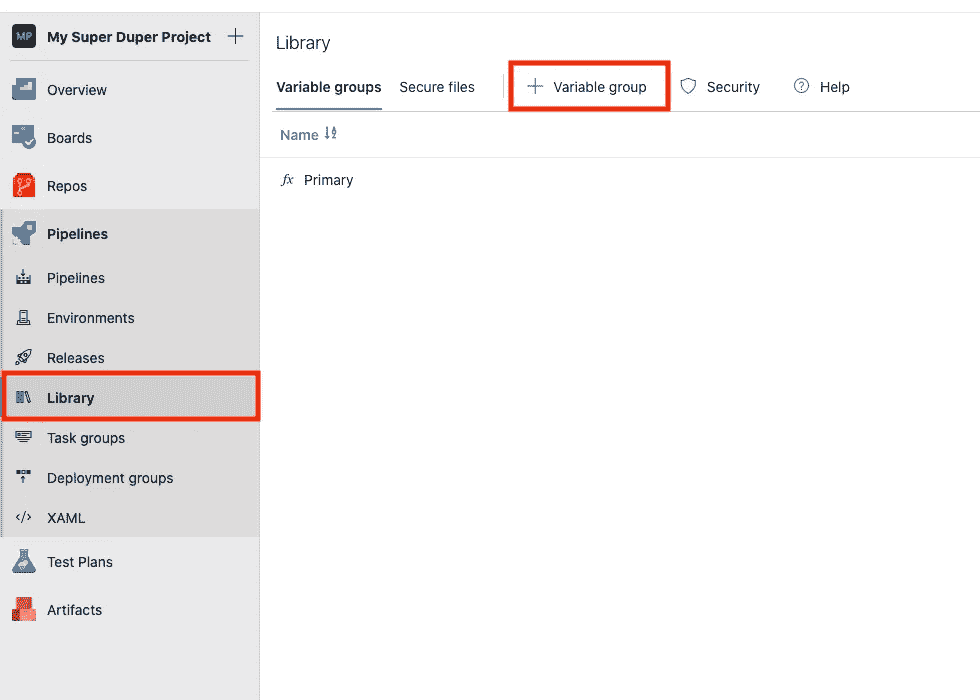 MP My Super Duper Project
Overview
Boards
Repos
Pipelines
Pipelines
Environments
Releases
Library
Task groups
Deployment groups
XAML
Test Plans
Artifacts
Library
Variable groups Secure files Variable group Security Help
Name
fx Primary